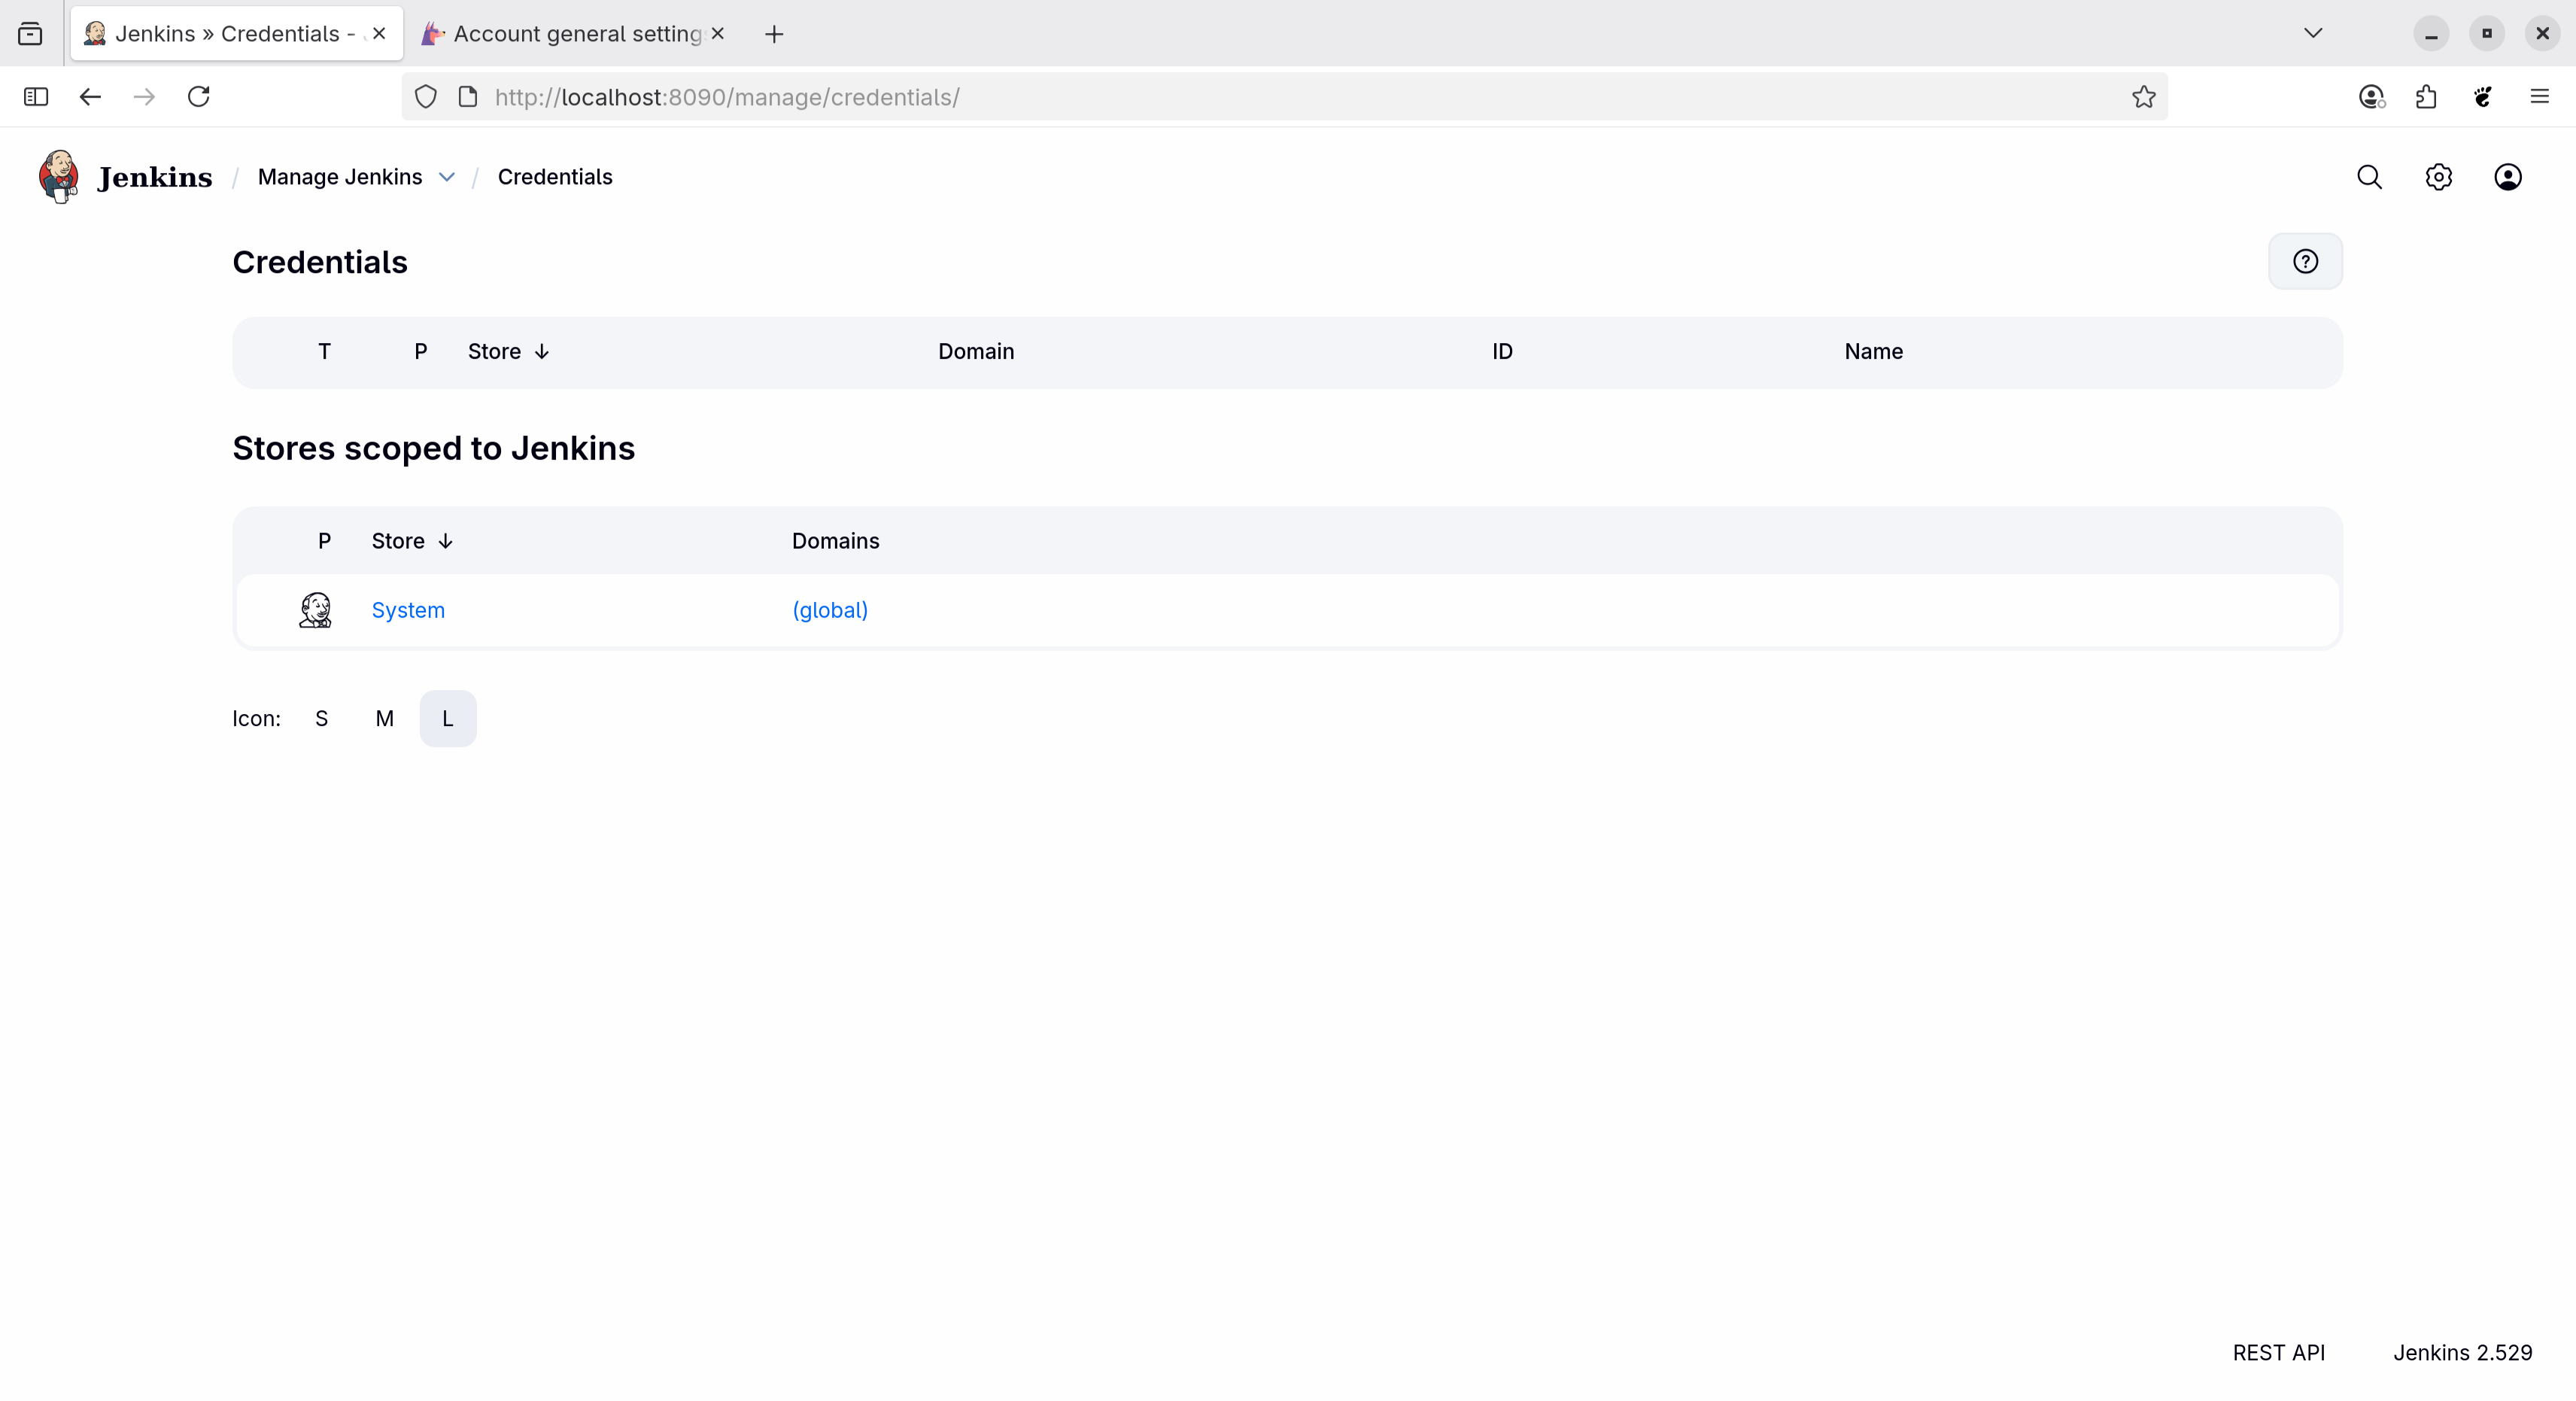 Jenkins » Credentials -
Account general setting
http://localhost:8090/manage/credentials/
Jenkins / Manage Jenkins / Credentials
Credentials
T P Store Domain ID Name
Stores scoped to Jenkins
P Store Domains
System (global)
Icon: S M L
REST API Jenkins 2.529